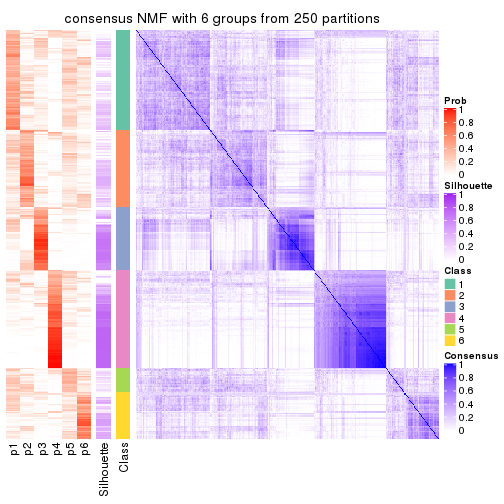 consensus NMF with 6 groups from 250 partitions
Prob
1
0.8
0.6
0.4
0.2
0
Silhouette
1
0.8
0.6
0.4
0.2
0
Class
1
2
3
4
5
6
Consensus
1
0.8
0.6
0.4
0.2
0
p1
p2
p3
p4
p5
p6
Silhouette
Class